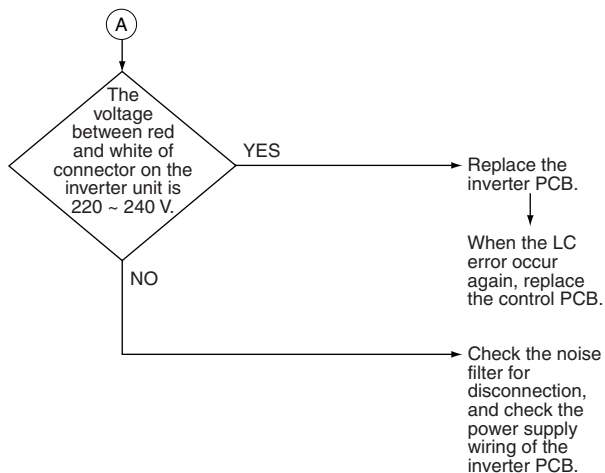 A
The
voltage
between red
and white of
connector on the
inverter unit is
220 ~ 240 V.
YES
Replace the
inverter PCB.
When the LC
error occur
again, replace
the control PCB.
NO
Check the noise
filter for
disconnection,
and check the
power supply
wiring of the
inverter PCB.